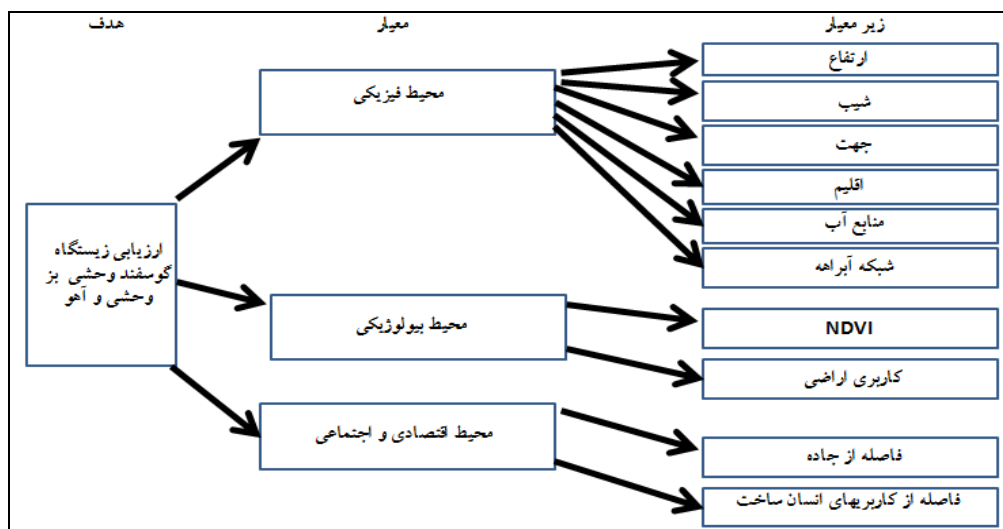 زیر معیار
معیار
هدف
ارتفاع
شیب
جهت
اقلیم
منابع آب
شبکه آبراهه
محیط فیزیکی
ارزیابی زیستگاه
گوسفند وحشی بز
وحشی و آهو
محیط بیولوژیکی
NDVI
کاربری اراضی
محیط اقتصادی و اجتماعی
فاصله از جاده
فاصله از کاربریهای انسان ساخت